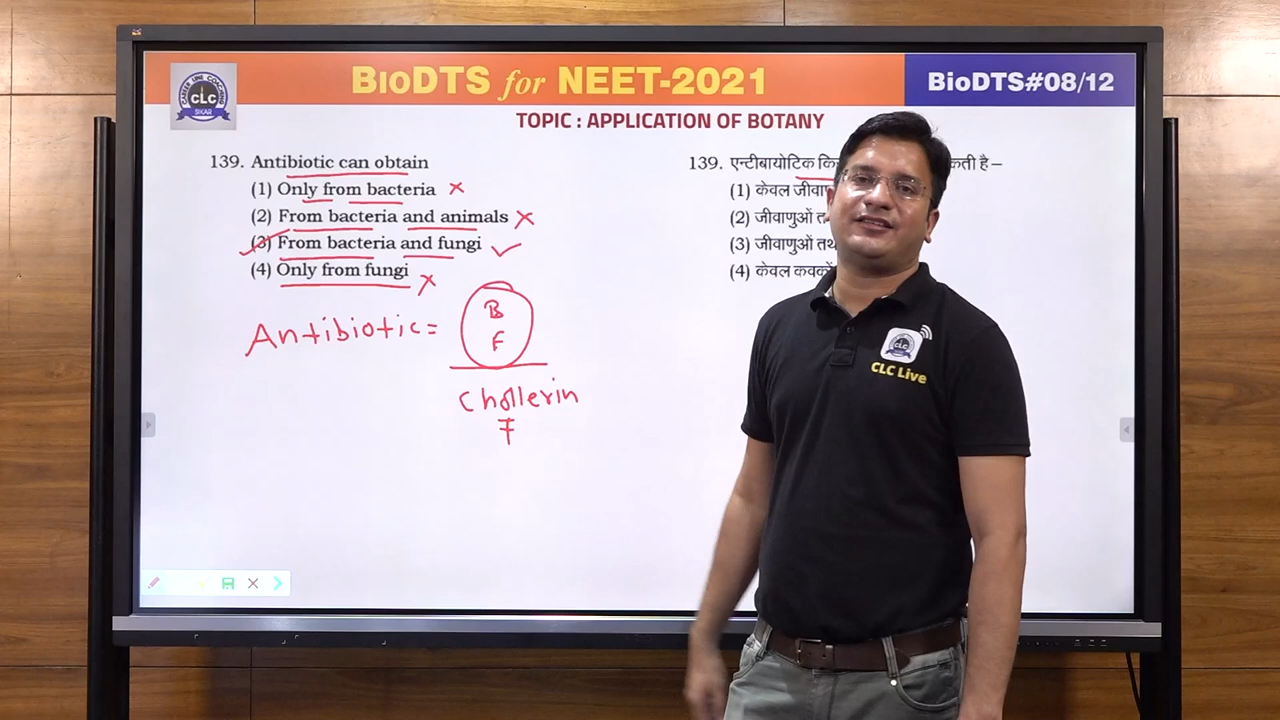 BIODTS for NEET-2021
BIODTS#08/12
CAREER LINE COACHING
CLC
SIKAR
TOPIC : APPLICATION OF BOTANY
139. Antibiotic can obtain
(1) Only from bacteria
(2) From bacteria and animals
(3) From bacteria and fungi
(4) Only from fungi
Antibiotic =
B
F
Chollerin
139. एन्टीबायोटिक
(1) केवल
(2) जीवाणुओं
(3) जीवाणुओं
(4) केवल
CLC
CLC Live